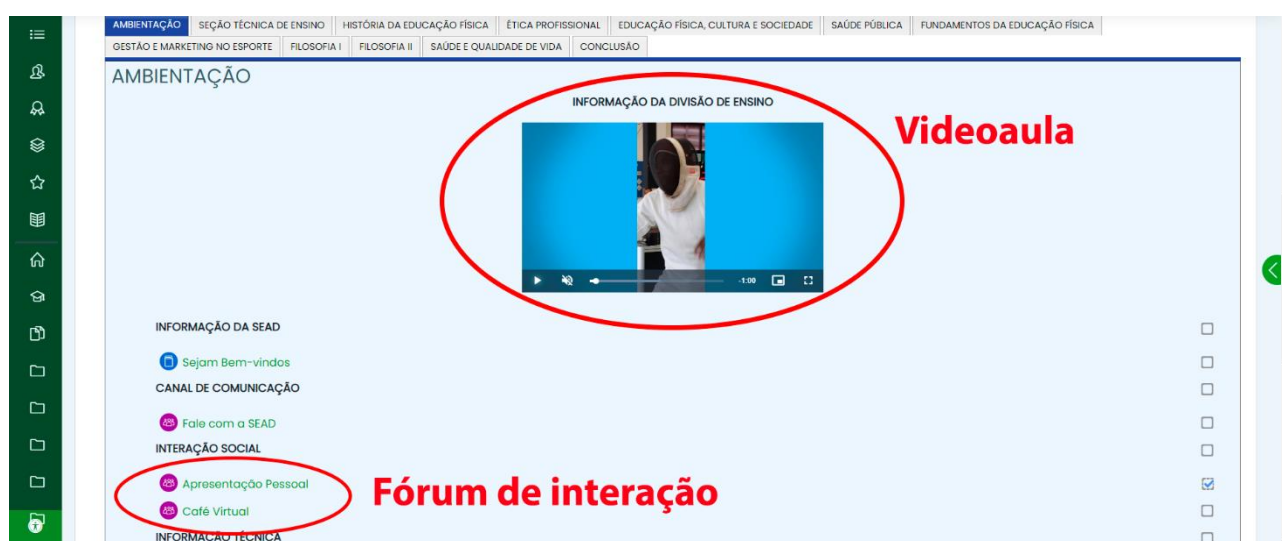 AMBIENTAÇÃO SEÇÃO TÉCNICA DE ENSINO HISTÓRIA DA EDUCAÇÃO FÍSICA ÉTICA PROFISSIONAL EDUCAÇÃO FÍSICA, CULTURA E SOCIEDADE SAÚDE PÚBLICA FUNDAMENTOS DA EDUCAÇÃO FÍSICA
GESTÃO E MARKETING NO ESPORTE FILOSOFIA I FILOSOFIA II SAÚDE E QUALIDADE DE VIDA CONCLUSÃO
AMBIENTAÇÃO
INFORMAÇÃO DA DIVISÃO DE ENSINO
Videoaula
-1:00
INFORMAÇÃO DA SEAD
Sejam Bem-vindos
CANAL DE COMUNICAÇÃO
Fale com a SEAD
INTERAÇÃO SOCIAL
Apresentação Pessoal
Fórum de interação
Café Virtual
INFORMAÇÃO TÉCNICA